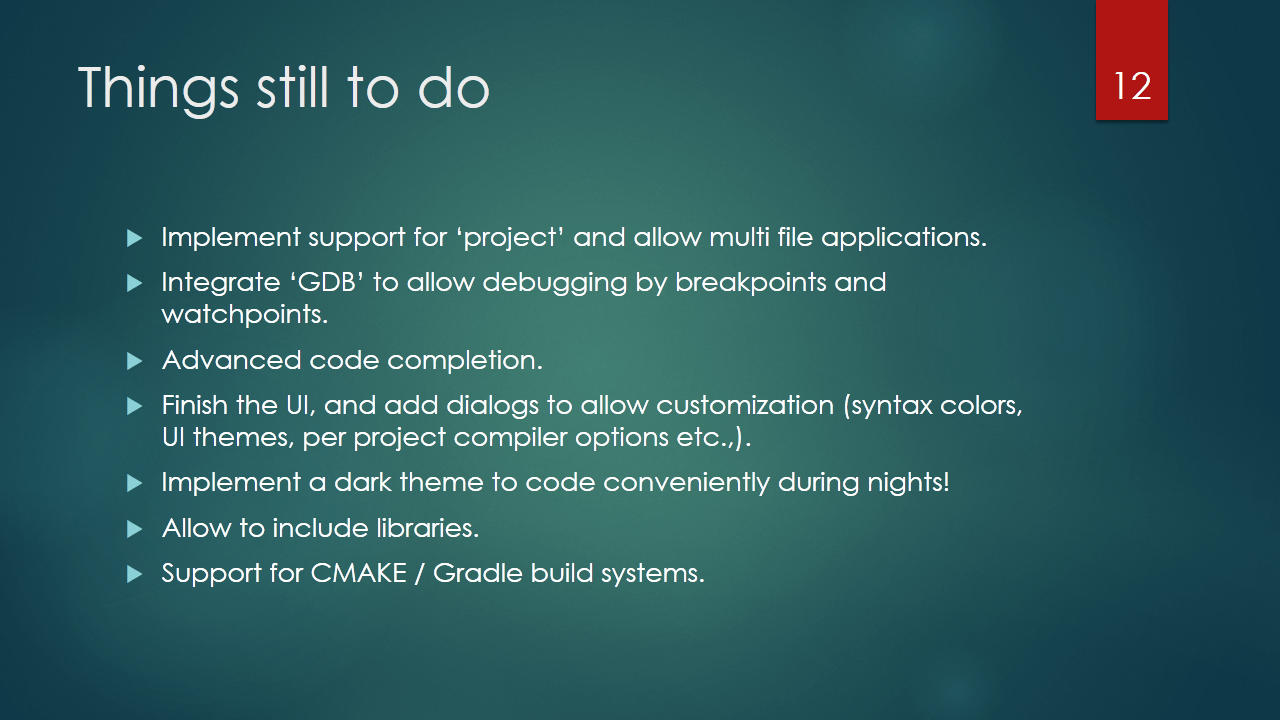 Things still to do
12
Implement support for ‘project’ and allow multi file applications.
Integrate ‘GDB’ to allow debugging by breakpoints and
watchpoints.
Advanced code completion.
Finish the UI, and add dialogs to allow customization (syntax colors,
UI themes, per project compiler options etc.,).
Implement a dark theme to code conveniently during nights!
Allow to include libraries.
Support for CMAKE / Gradle build systems.